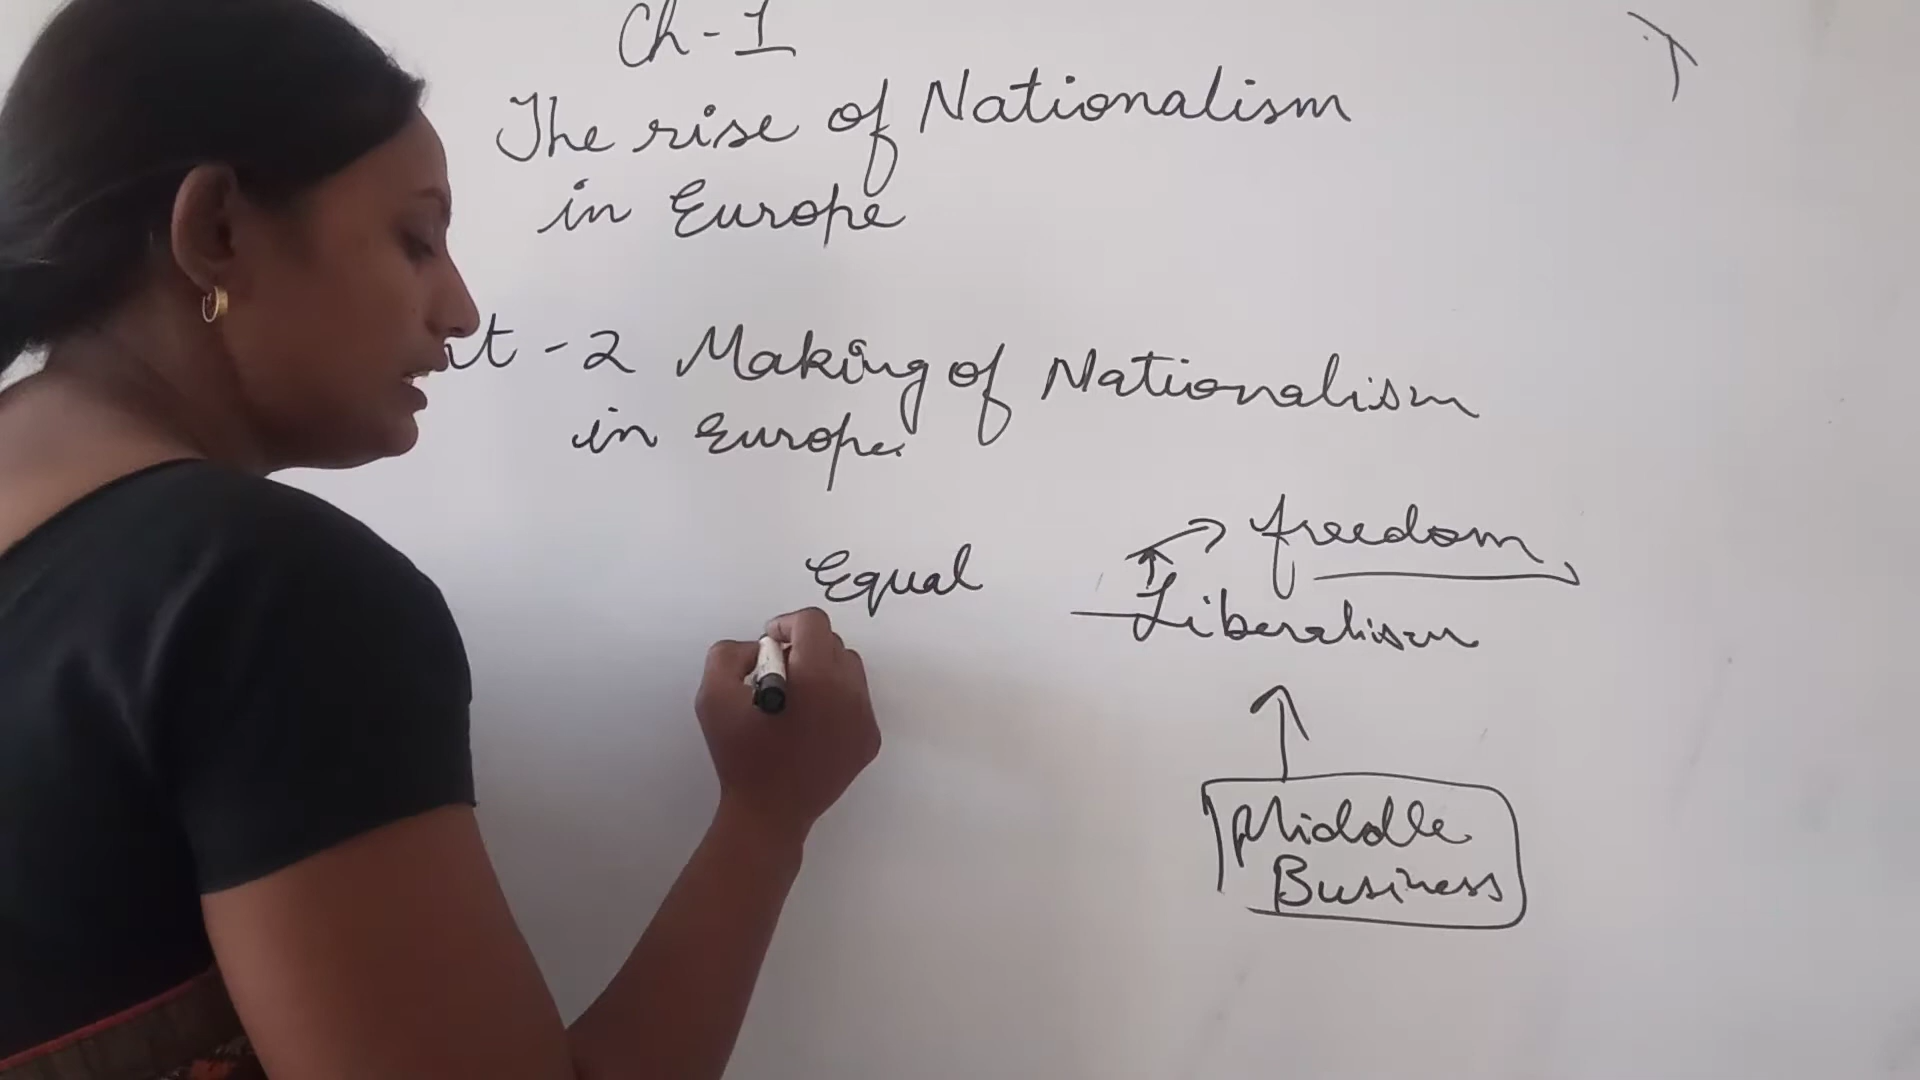 Ch-1
The rise of Nationalism
in Europe
-2 Making of Nationalism
in Europe.
Equal
freedom
Liberalism
Middle
Business